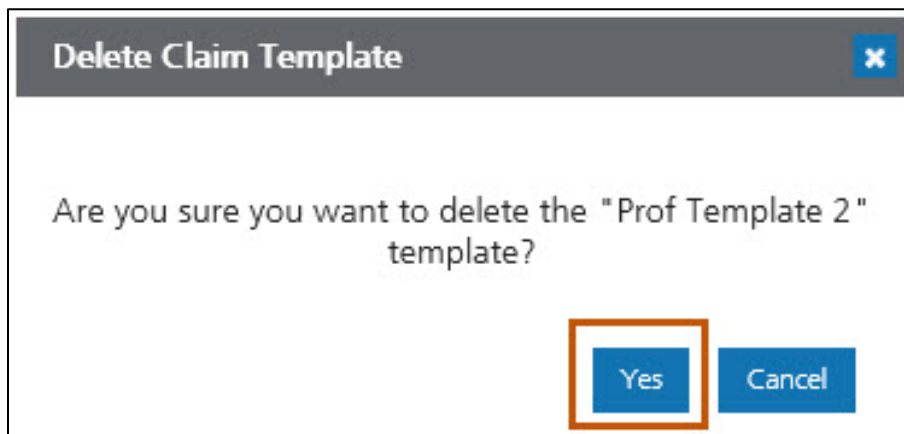 Delete Claim Template
Are you sure you want to delete the "Prof Template 2"
template?
Yes Cancel